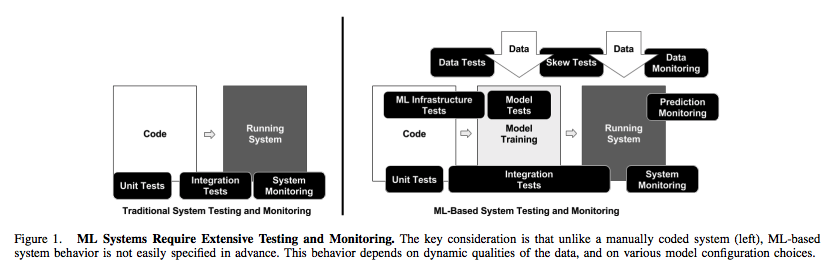 Code
Running
System
Unit Tests
Integration
Tests
System
Monitoring
Traditional System Testing and Monitoring
Data
Data
Data Tests
Skew Tests
Data
Monitoring
ML Infrastructure
Tests
Model
Tests
Prediction
Monitoring
Code
Model
Training
Running
System
Unit Tests
Integration
Tests
System
Monitoring
ML-Based System Testing and Monitoring
Figure 1. ML Systems Require Extensive Testing and Monitoring. The key consideration is that unlike a manually coded system (left), ML-based
system behavior is not easily specified in advance. This behavior depends on dynamic qualities of the data, and on various model configuration choices.